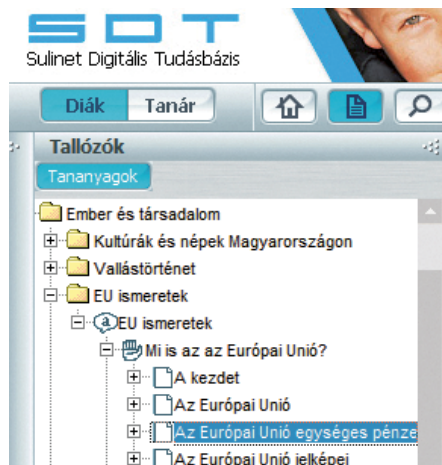 SDT
Sulinet Digitális Tudásbázis
Diák Tanár
Tallózók
Tananyagok
Ember és társadalom
Kultúrák és népek Magyarországon
Vallástörténet
EU ismeretek
EU ismeretek
Mi is az az Európai Unió?
A kezdet
Az Európai Unió
Az Európai Unió egységes pénze
Az Európai Unió jelképei